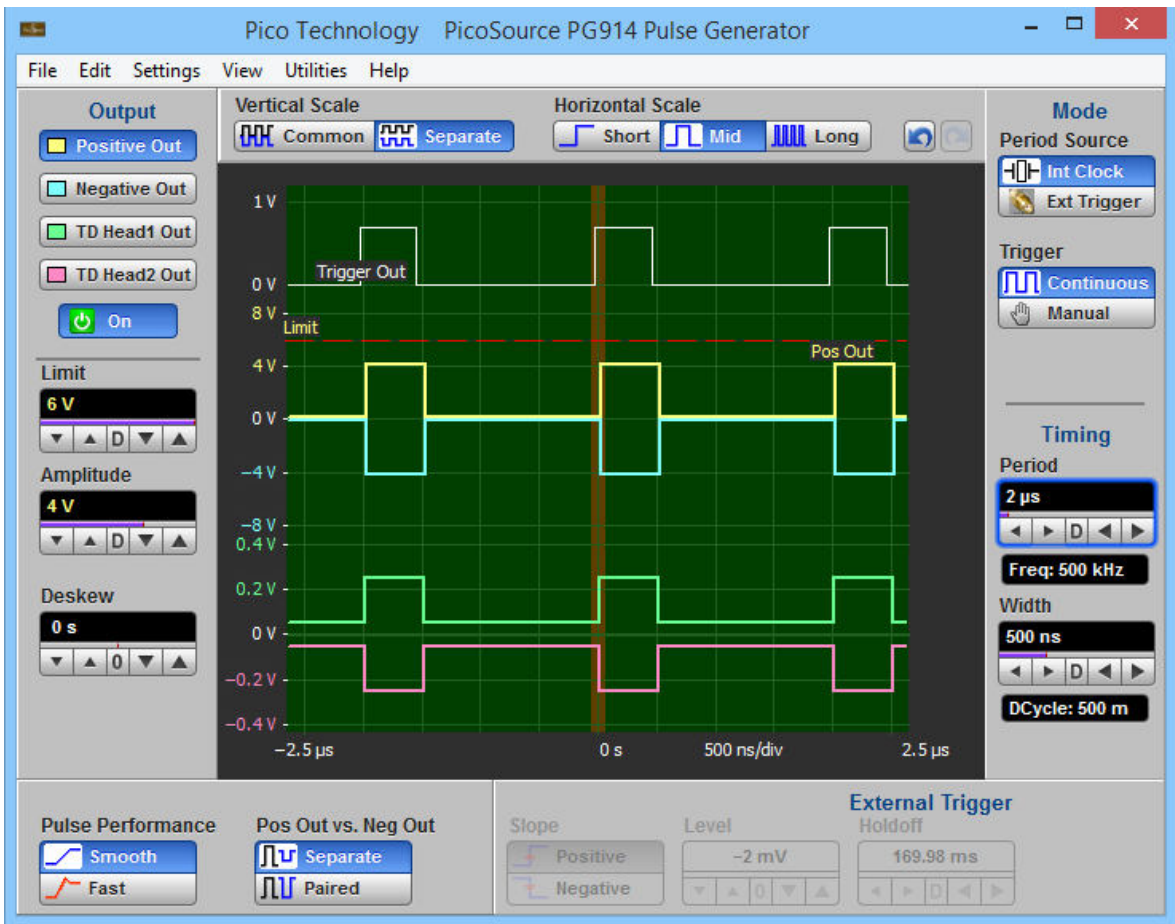 Pico Technology PicoSource PG914 Pulse Generator
File Edit Settings View Utilities Help
Output
Positive Out
Negative Out
TD Head1 Out
TD Head2 Out
On
Limit
6 V
D
Amplitude
4 V
D
Deskew
0 s
0
Vertical Scale
Common Separate
Horizontal Scale
Short Mid Long
1 V
Trigger Out
0 V
8 V
Limit
Pos Out
4 V
0 V
−4 V
−8 V
0.4 V
0.2 V
0 V
−0.2 V
−0.4 V
−2.5 µs 0 s 500 ns/div 2.5 µs
Mode
Period Source
Int Clock
Ext Trigger
Trigger
Continuous
Manual
Timing
Period
2 µs
D
Freq: 500 kHz
Width
500 ns
D
DCycle: 500 m
Pulse Performance
Smooth
Fast
Pos Out vs. Neg Out
Separate
Paired
External Trigger
Slope
Positive
Negative
Level
−2 mV
0
Holdoff
169.98 ms
D